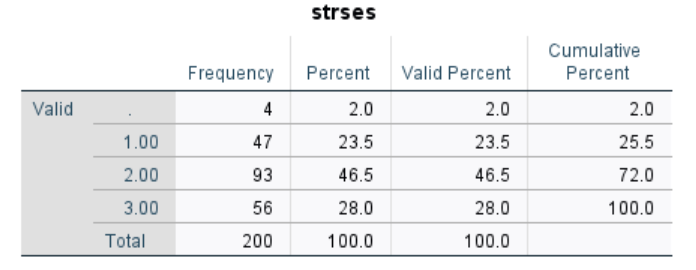 strses
Frequency Percent Valid Percent Cumulative Percent
Valid . 4 2.0 2.0 2.0
1.00 47 23.5 23.5 25.5
2.00 93 46.5 46.5 72.0
3.00 56 28.0 28.0 100.0
Total 200 100.0 100.0